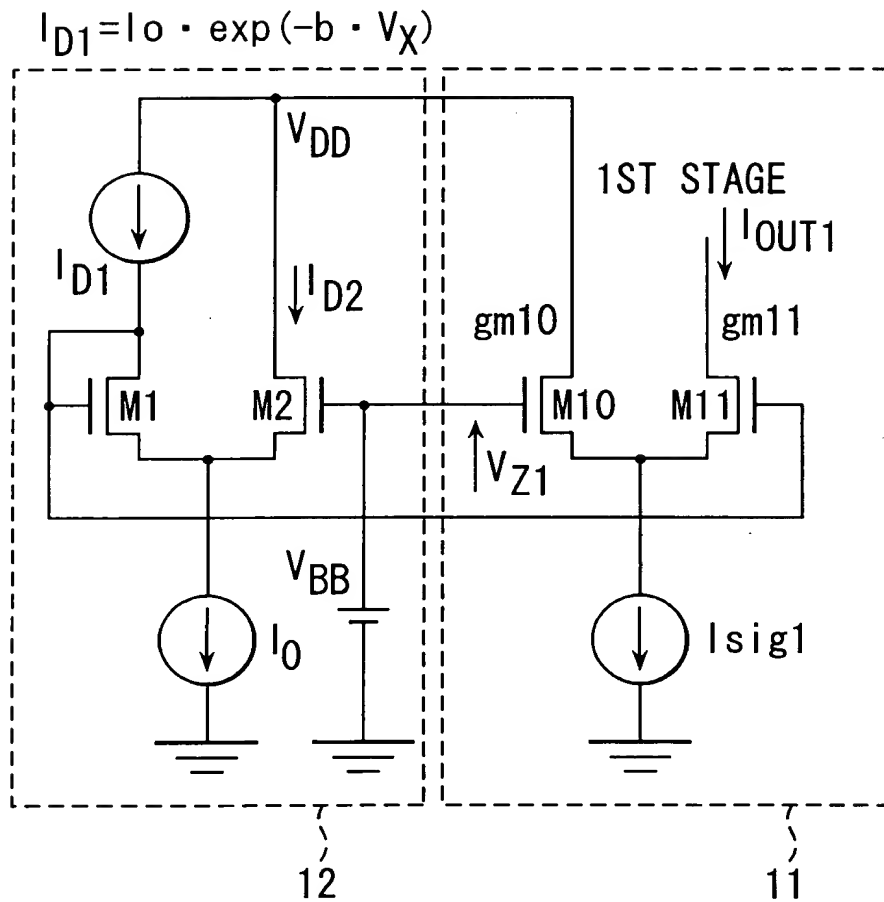 I_D1=Io・exp(-b・V_X)
V_DD
1ST STAGE
I_OUT1
I_D1
I_D2
gm10
gm11
M1
M2
M10
M11
V_Z1
V_BB
I_0
Isig1
12
11